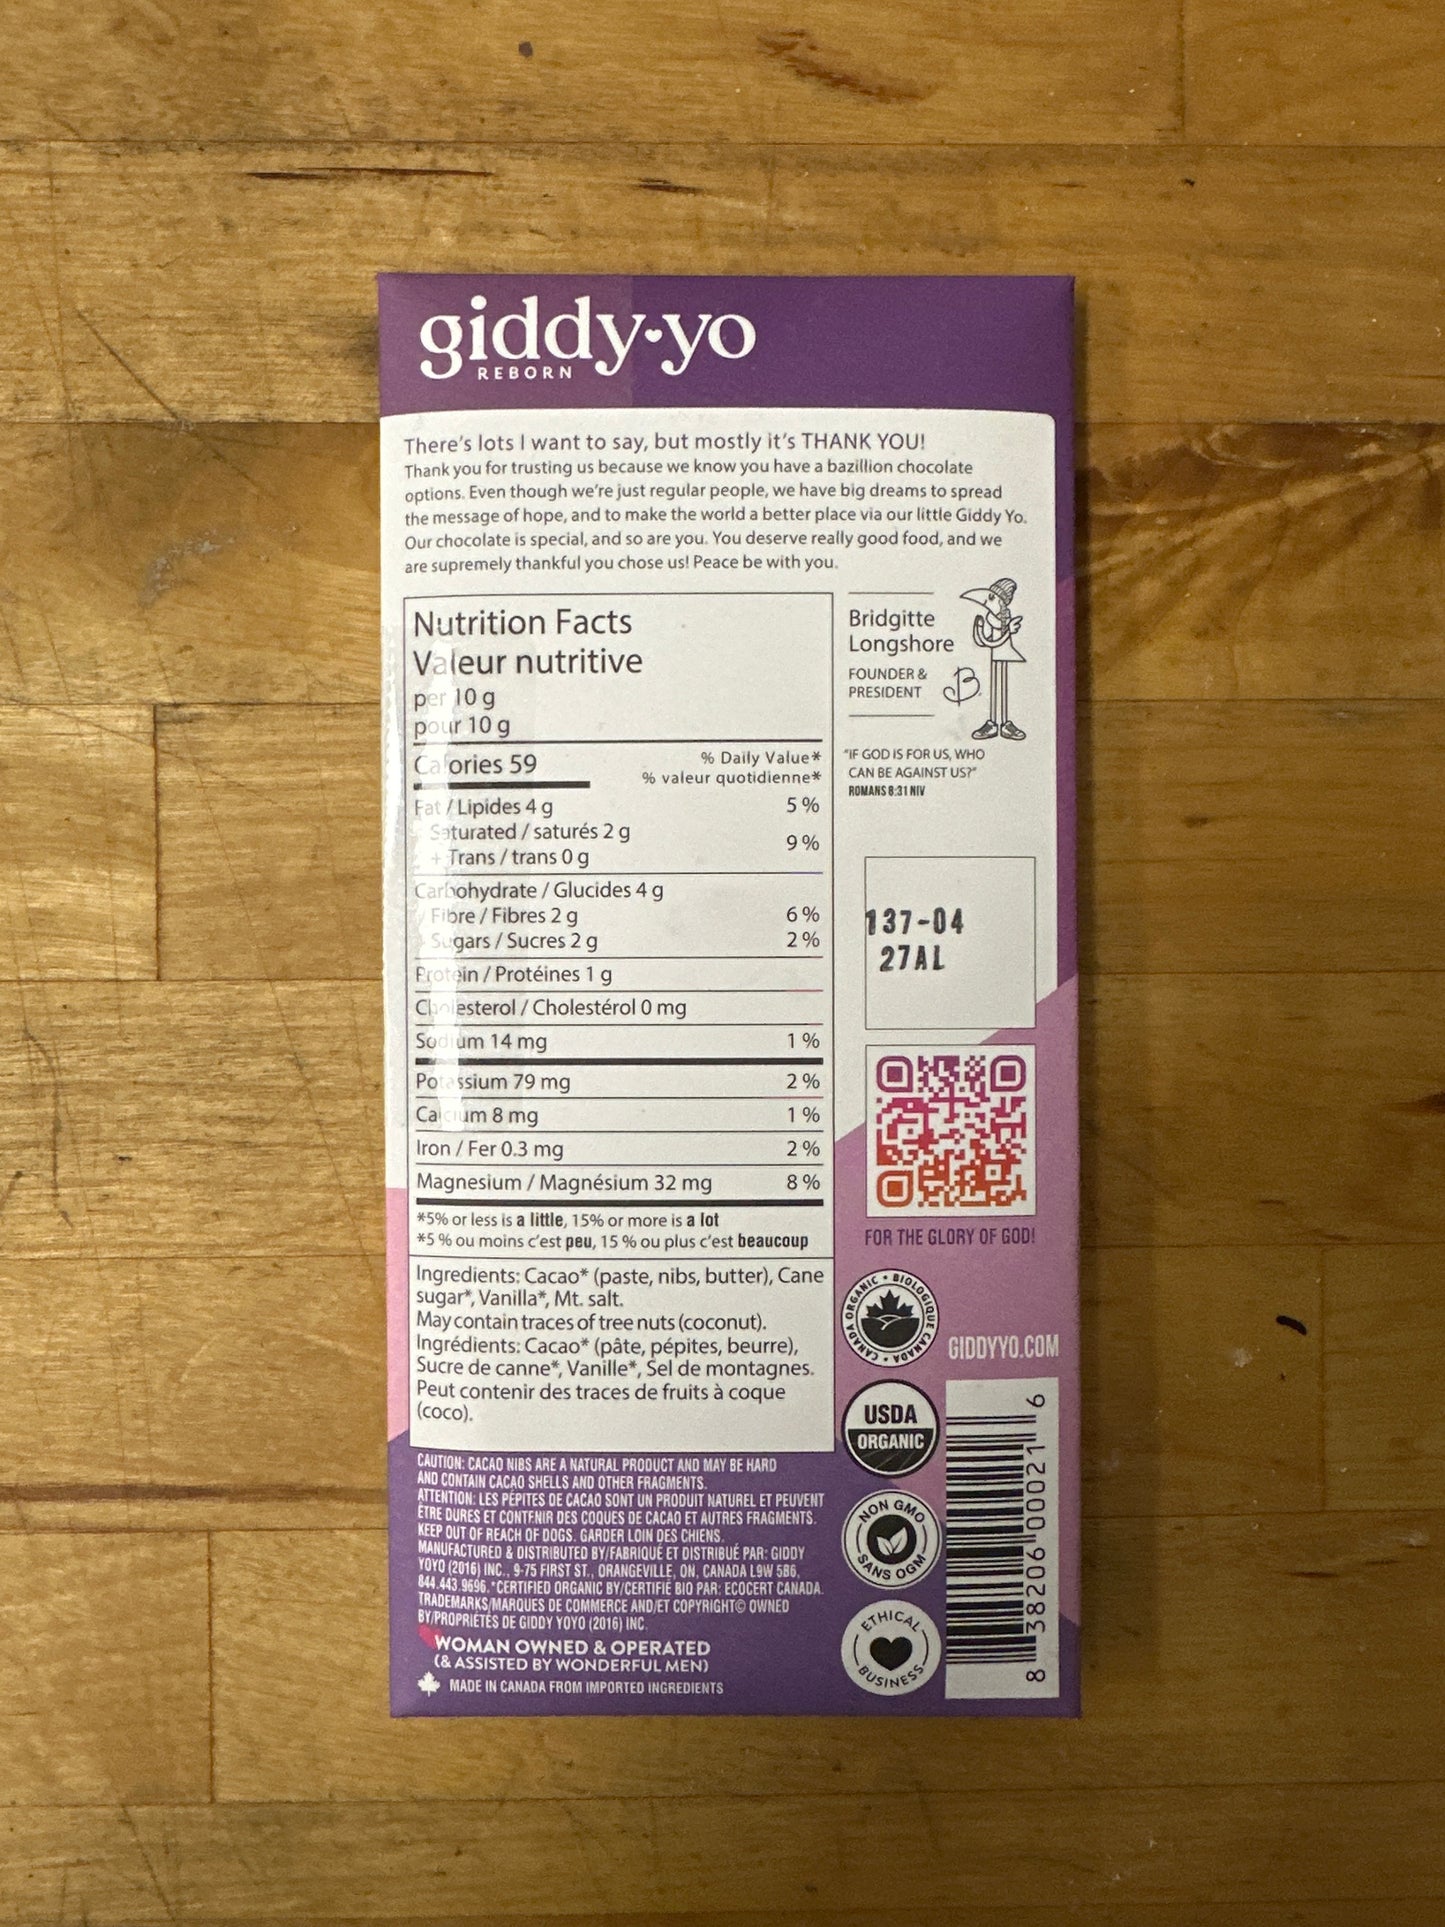 giddy·yo
REBORN
There's lots I want to say, but mostly it's THANK YOU!
Thank you for trusting us because we know you have a bazillion chocolate
options. Even though we're just regular people, we have big dreams to spread
the message of hope, and to make the world a better place via our little Giddy Yo.
Our chocolate is special, and so are you. You deserve really good food, and we
are supremely thankful you chose us! Peace be with you.
Nutrition Facts
Valeur nutritive
per 10 g
pour 10 g
Calories 59
% Daily Value*
% valeur quotidienne*
Fat / Lipides 4 g 5 %
Saturated / saturés 2 g
+ Trans / trans 0 g 9 %
Carbohydrate / Glucides 4 g
Fibre / Fibres 2 g 6 %
Sugars / Sucres 2 g 2 %
Protein / Protéines 1 g
Cholesterol / Cholestérol 0 mg
Sodium 14 mg 1 %
Potassium 79 mg 2 %
Calcium 8 mg 1 %
Iron / Fer 0.3 mg 2 %
Magnesium / Magnésium 32 mg 8 %
*5% or less is a little, 15% or more is a lot
*5 % ou moins c'est peu, 15 % ou plus c'est beaucoup
Ingredients: Cacao* (paste, nibs, butter), Cane
sugar*, Vanilla*, Mt. salt.
May contain traces of tree nuts (coconut).
Ingrédients: Cacao* (pâte, pépites, beurre),
Sucre de canne*, Vanille*, Sel de montagnes.
Peut contenir des traces de fruits à coque
(coco).
CAUTION: CACAO NIBS ARE A NATURAL PRODUCT AND MAY BE HARD
AND CONTAIN CACAO SHELLS AND OTHER FRAGMENTS.
ATTENTION: LES PÉPITES DE CACAO SONT UN PRODUIT NATUREL ET PEUVENT
ÊTRE DURES ET CONTENIR DES COQUES DE CACAO ET AUTRES FRAGMENTS.
KEEP OUT OF REACH OF DOGS. GARDER LOIN DES CHIENS.
MANUFACTURED & DISTRIBUTED BY/FABRIQUÉ ET DISTRIBUÉ PAR: GIDDY
YOYO (2016) INC., 9-75 FIRST ST., ORANGEVILLE, ON, CANADA L9W 5B6,
844.443.9696. *CERTIFIED ORGANIC BY/CERTIFIÉ BIO PAR: ECOCERT CANADA.
TRADEMARKS/MARQUES DE COMMERCE AND/ET COPYRIGHT© OWNED
BY/PROPRIÉTÉS DE GIDDY YOYO (2016) INC.
WOMAN OWNED & OPERATED
(& ASSISTED BY WONDERFUL MEN)
MADE IN CANADA FROM IMPORTED INGREDIENTS
Bridgitte
Longshore
FOUNDER &
PRESIDENT
B
"IF GOD IS FOR US, WHO
CAN BE AGAINST US?"
ROMANS 8:31 NIV
137-04
27AL
FOR THE GLORY OF GOD!
CANADA ORGANIC • BIOLOGIQUE CANADA •
GIDDYYO.COM
USDA
ORGANIC
NON GMO
SANS OGM
ETHICAL
BUSINESS
8 38206 00021 6